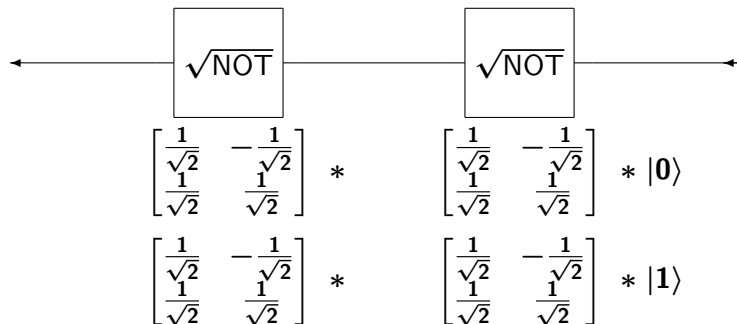 √NOT √NOT
[1/√2 −1/√2; 1/√2 1/√2] * [1/√2 −1/√2; 1/√2 1/√2] * |0⟩
[1/√2 −1/√2; 1/√2 1/√2] * [1/√2 −1/√2; 1/√2 1/√2] * |1⟩